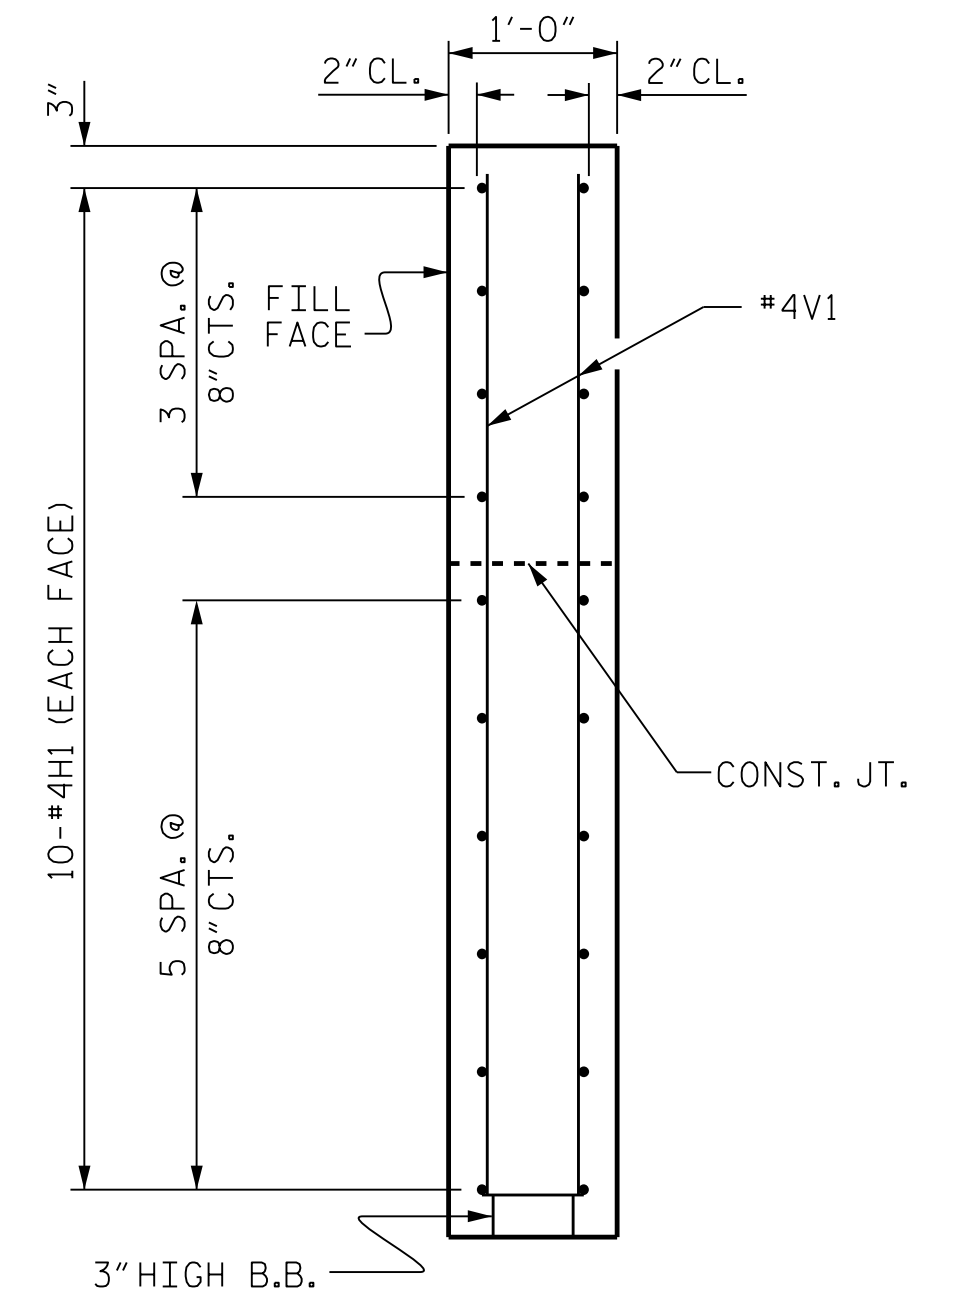 1'-0"
2" CL.
2" CL.
3"
3 SPA. @
8" CTS.
FILL
FACE
#4V1
10-#4H1 (EACH FACE)
CONST. JT.
5 SPA. @
8" CTS.
3" HIGH B.B.